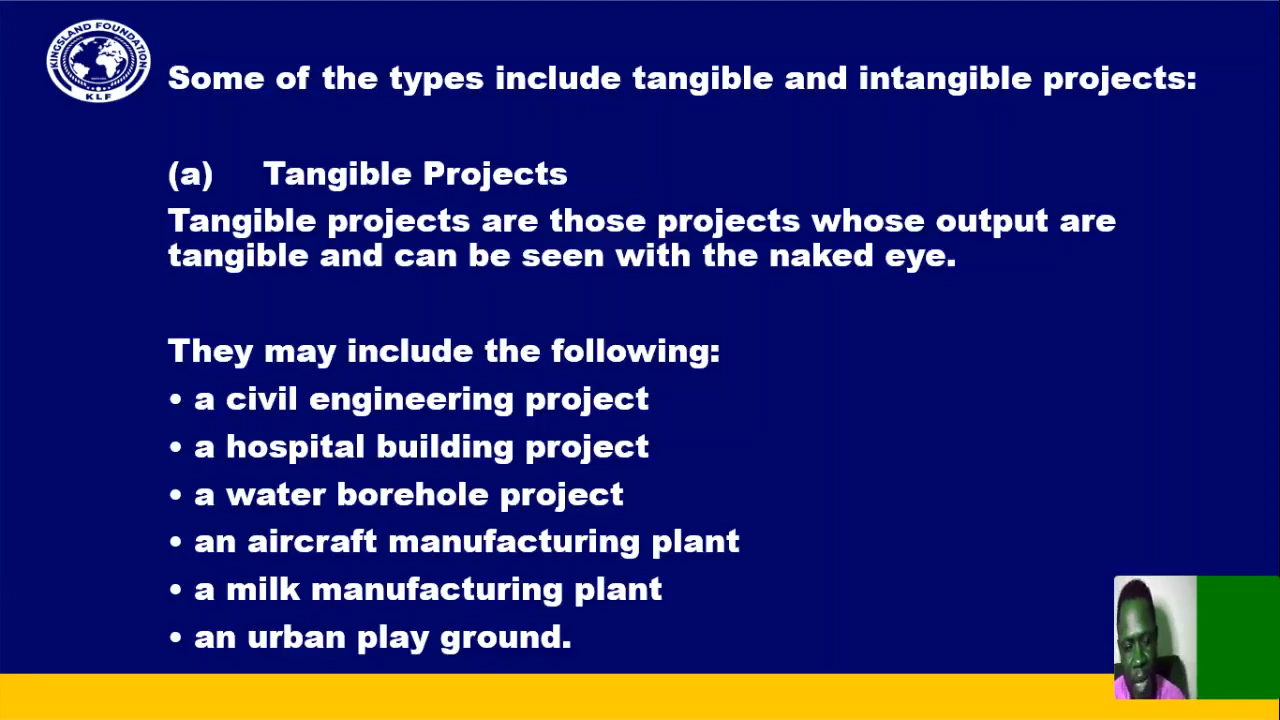 KINGSLAND FOUNDATION
KLF
Some of the types include tangible and intangible projects:
(a) Tangible Projects
Tangible projects are those projects whose output are
tangible and can be seen with the naked eye.
They may include the following:
• a civil engineering project
• a hospital building project
• a water borehole project
• an aircraft manufacturing plant
• a milk manufacturing plant
• an urban play ground.